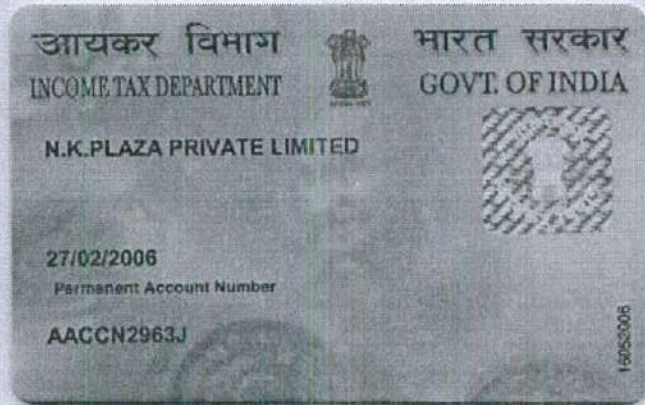 आयकर विभाग
INCOME TAX DEPARTMENT
भारत सरकार
GOVT. OF INDIA
N.K.PLAZA PRIVATE LIMITED
27/02/2006
Permanent Account Number
AACCN2963J